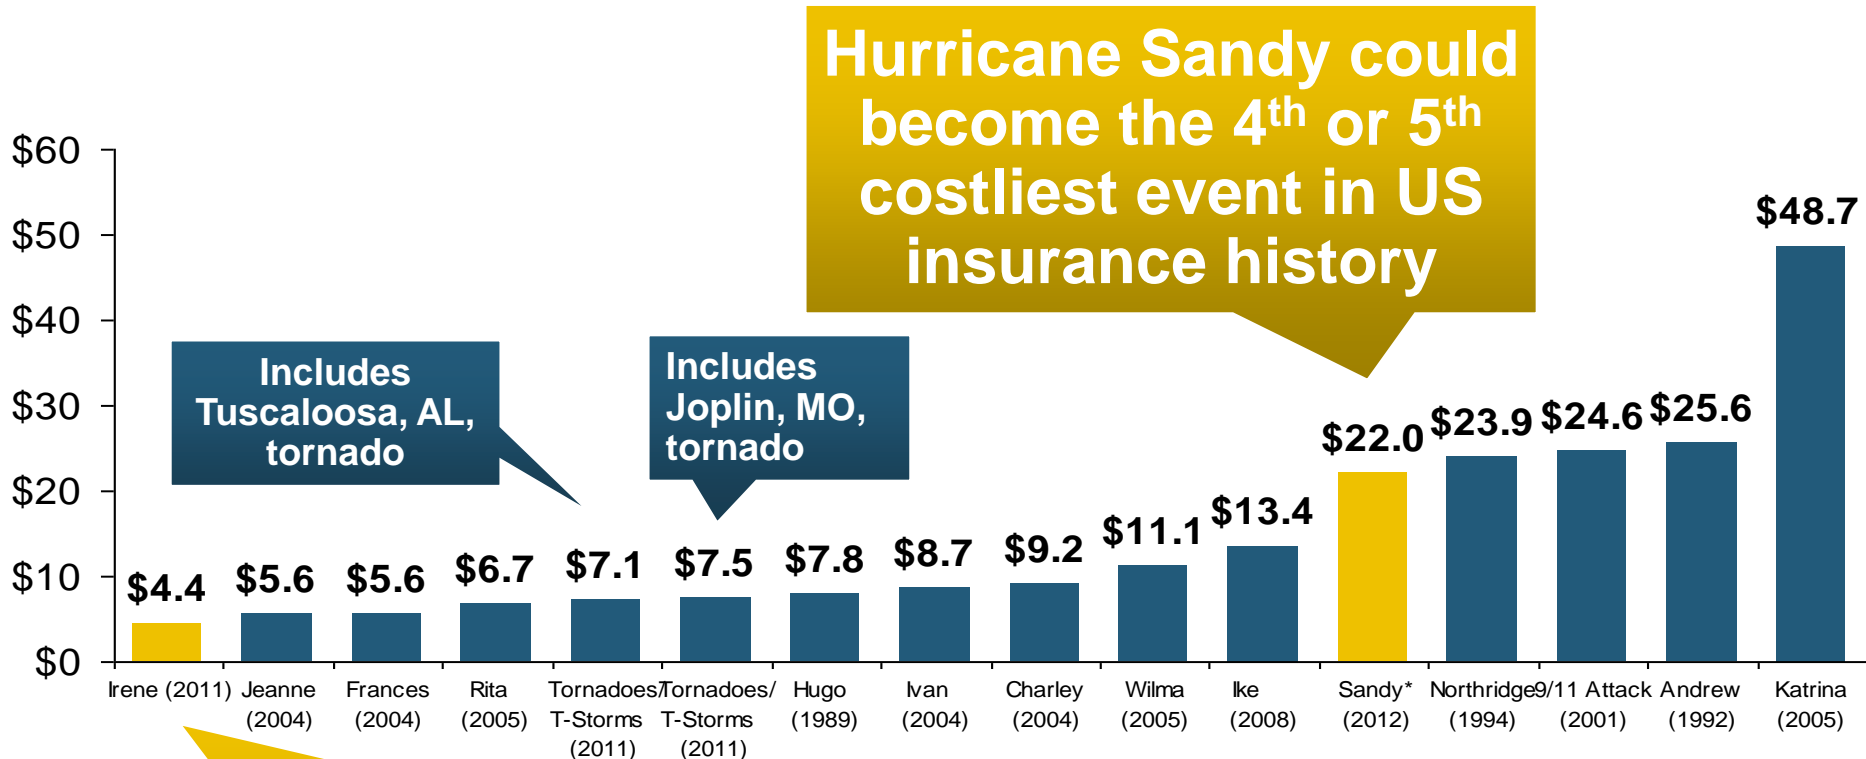 Hurricane Sandy could
become the 4th or 5th
costliest event in US
insurance history
$60
$50
$40
$30
$20
$10
$0
Includes
Tuscaloosa, AL,
tornado
Includes
Joplin, MO,
tornado
$4.4
$5.6
$5.6
$6.7
$7.1
$7.5
$7.8
$8.7
$9.2
$11.1
$13.4
$22.0
$23.9
$24.6
$25.6
$48.7
Irene (2011)
Jeanne
(2004)
Frances
(2004)
Rita
(2005)
Tornadoes/
T-Storms
(2011)
Tornadoes/
T-Storms
(2011)
Hugo
(1989)
Ivan
(2004)
Charley
(2004)
Wilma
(2005)
Ike
(2008)
Sandy*
(2012)
Northridge
(1994)
9/11 Attack
(2001)
Andrew
(1992)
Katrina
(2005)